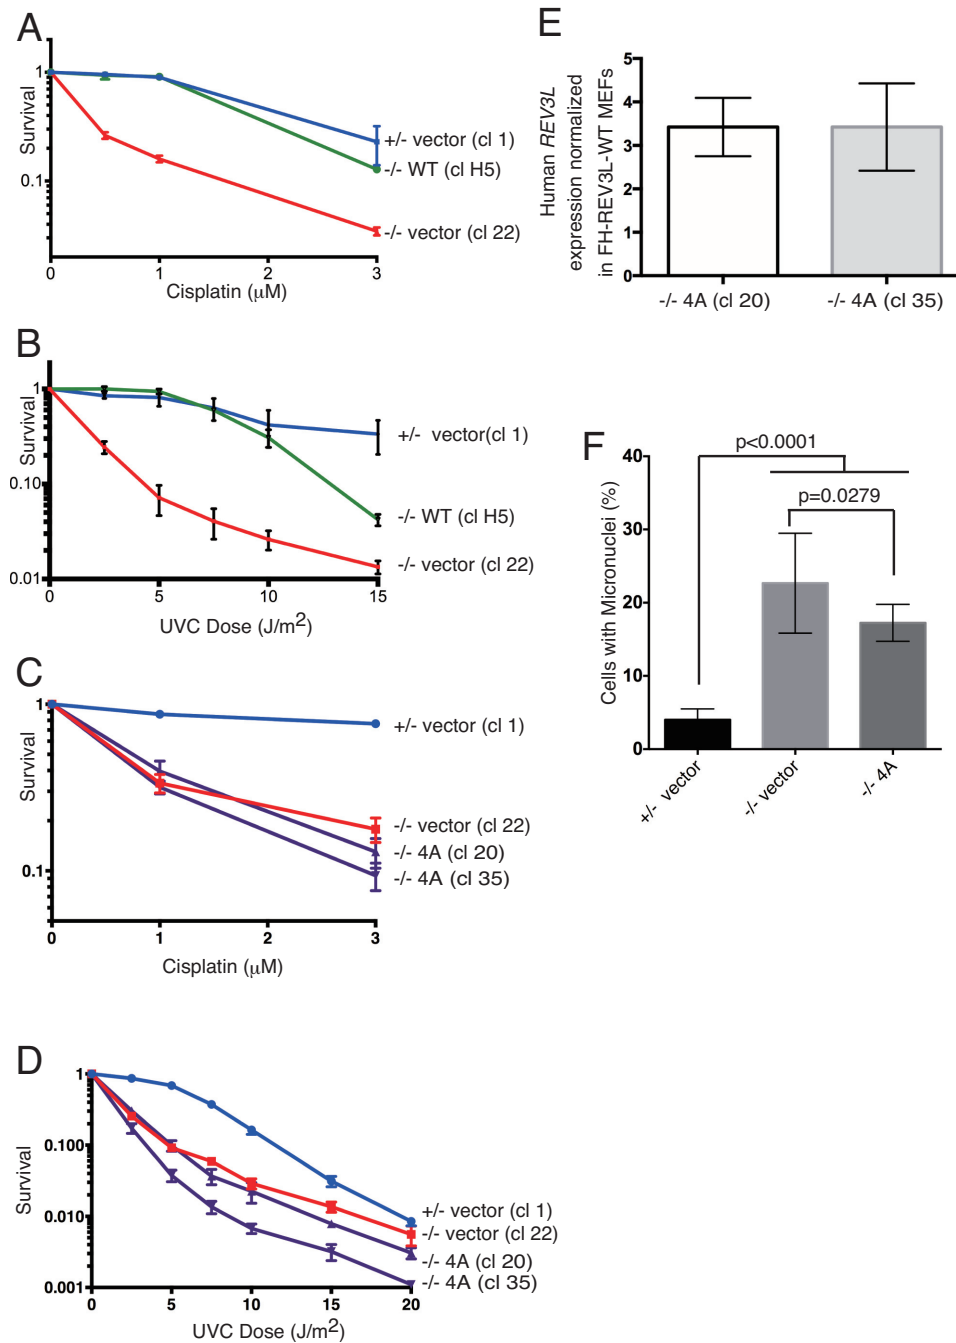 A
Survival
1
0.1
0
1
2
3
Cisplatin (μM)
+/- vector (cl 1)
-/- WT (cl H5)
-/- vector (cl 22)
E
Human REV3L
expression normalized
in FH-REV3L-WT MEFs
5
4
3
2
1
0
-/- 4A (cl 20)
-/- 4A (cl 35)
B
Survival
1
0.10
0.01
0
5
10
15
UVC Dose (J/m2)
+/- vector(cl 1)
-/- WT (cl H5)
-/- vector (cl 22)
F
Cells with Micronuclei (%)
40
30
20
10
0
p<0.0001
p=0.0279
+/- vector
-/- vector
-/- 4A
C
Survival
1
0.1
0
1
2
3
Cisplatin (μM)
+/- vector (cl 1)
-/- vector (cl 22)
-/- 4A (cl 20)
-/- 4A (cl 35)
D
Survival
1
0.100
0.010
0.001
0
5
10
15
20
UVC Dose (J/m2)
+/- vector (cl 1)
-/- vector (cl 22)
-/- 4A (cl 20)
-/- 4A (cl 35)